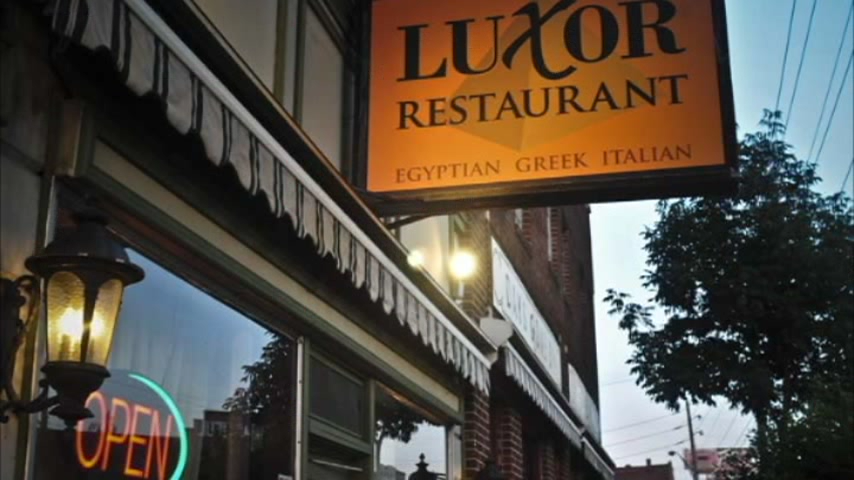 LUXOR
RESTAURANT
EGYPTIAN GREEK ITALIAN
OPEN